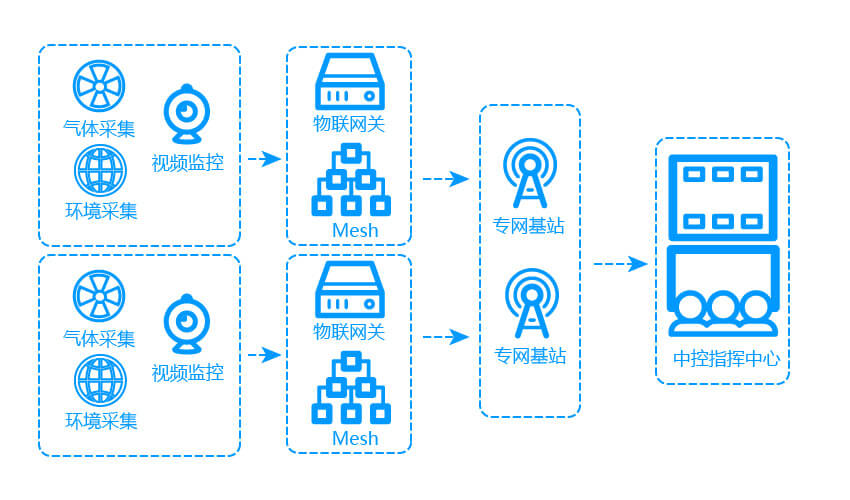 气体采集
视频监控
环境采集
物联网关
Mesh
气体采集
视频监控
环境采集
物联网关
Mesh
专网基站
专网基站
中控指挥中心